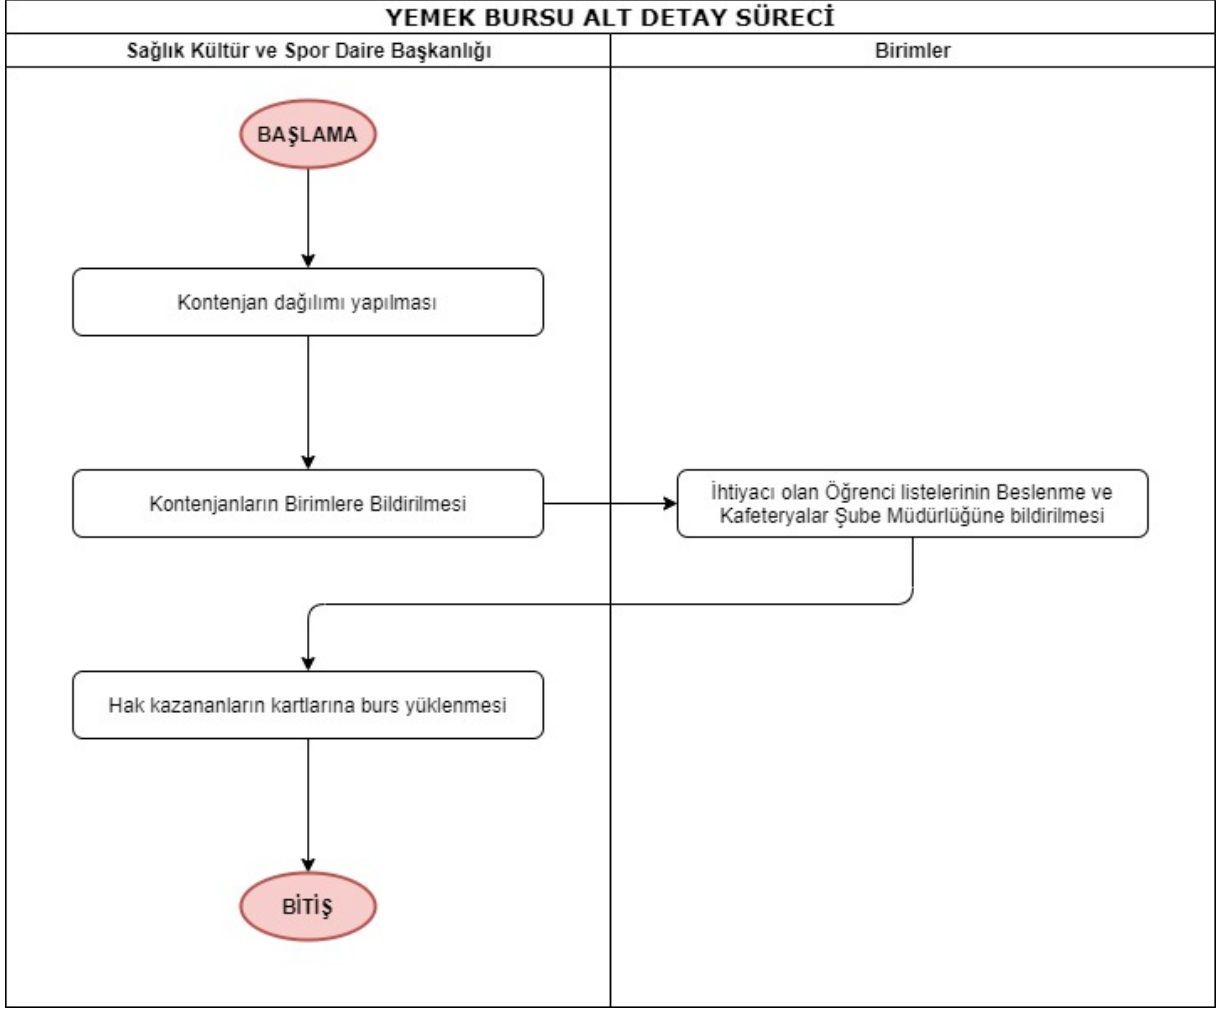 YEMEK BURSU ALT DETAY SÜRECİ
Sağlık Kültür ve Spor Daire Başkanlığı
Birimler
BAŞLAMA
Kontenjan dağılımı yapılması
Kontenjanların Birimlere Bildirilmesi
İhtiyacı olan Öğrenci listelerinin Beslenme ve
Kafeteryalar Şube Müdürlüğüne bildirilmesi
Hak kazananların kartlarına burs yüklenmesi
BİTİŞ